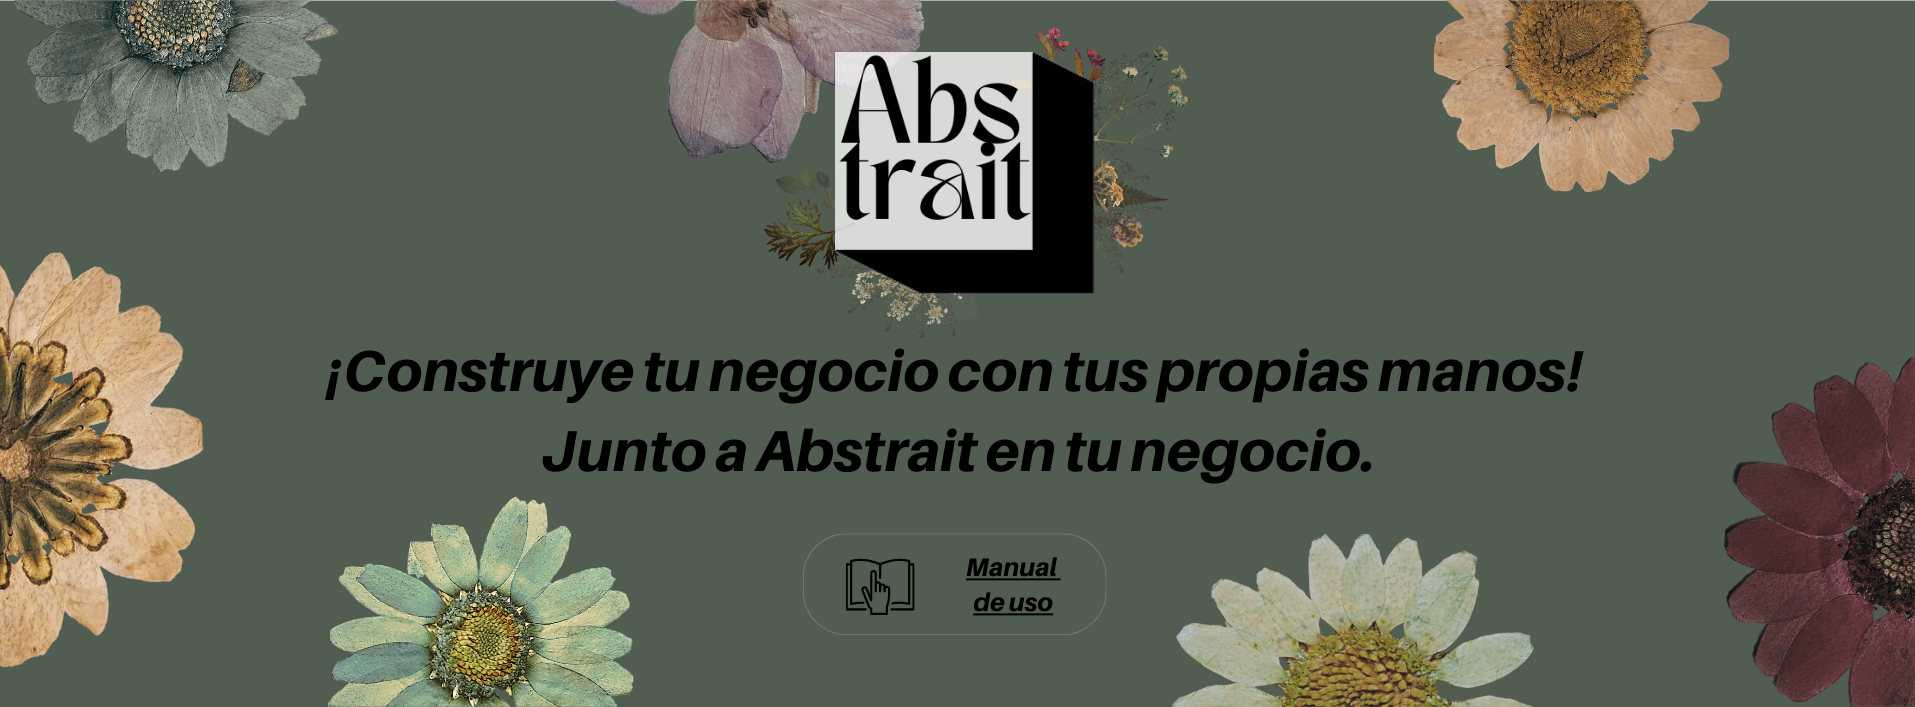 Abs
trait
¡Construye tu negocio con tus propias manos!
Junto a Abstrait en tu negocio.
Manual
de uso